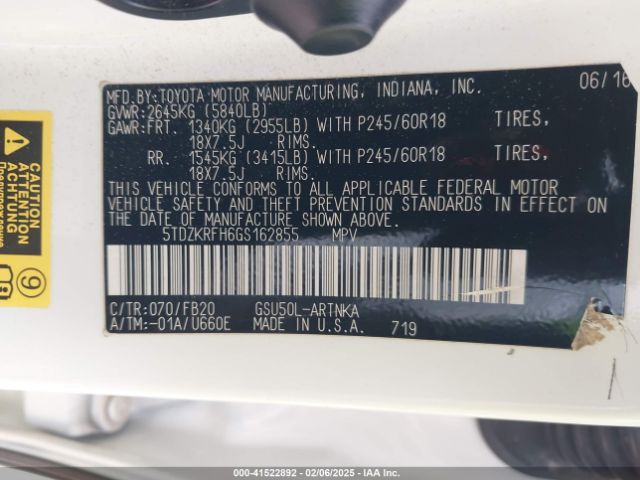 MFD.BY:TOYOTA MOTOR MANUFACTURING, INDIANA, INC. 06/16
GVWR:2645KG (5840LB)
GAWR:FRT. 1340KG (2955LB) WITH P245/60R18 TIRES,
18X7.5J RIMS.
RR. 1545KG (3415LB) WITH P245/60R18 TIRES,
18X7.5J RIMS.
THIS VEHICLE CONFORMS TO ALL APPLICABLE FEDERAL MOTOR
VEHICLE SAFETY AND THEFT PREVENTION STANDARDS IN EFFECT ON
THE DATE OF MANUFACTURE SHOWN ABOVE.
5TDZKRFH6GS162855 MPV
C/TR:070/FB20 GSU50L-ARTNKA
A/TM:-01A/U660E MADE IN U.S.A. 719
ACHTUNG
9
000-41522892 - 02/06/2025 - IAA, Inc.